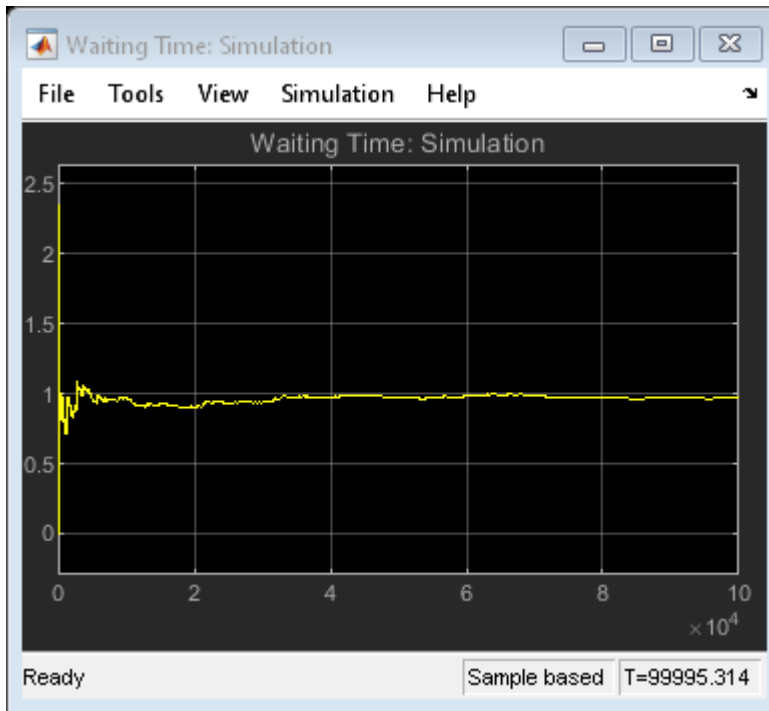 Waiting Time: Simulation
File Tools View Simulation Help
Waiting Time: Simulation
2.5
2
1.5
1
0.5
0
0 2 4 6 8 10
×10⁴
Ready Sample based T=99995.314